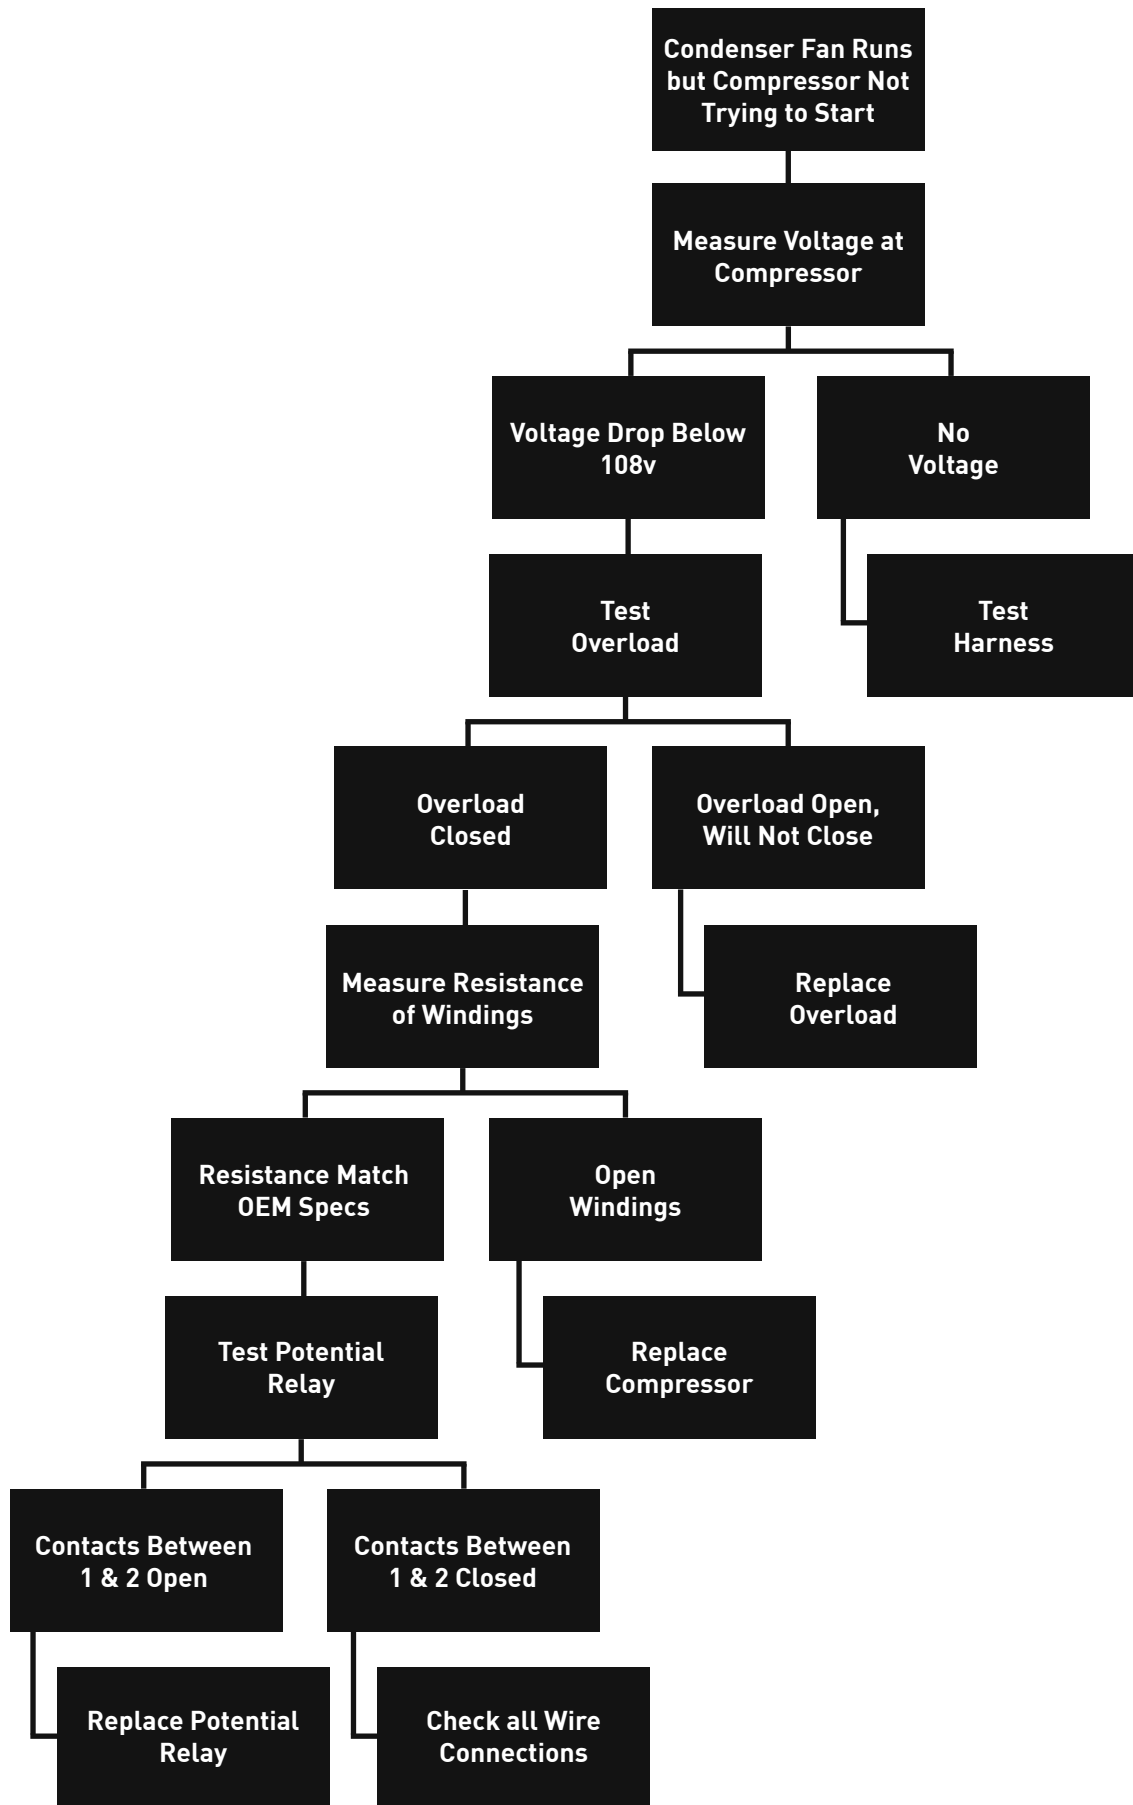 Condenser Fan Runs
but Compressor Not
Trying to Start
Measure Voltage at
Compressor
Voltage Drop Below
108v
No
Voltage
Test
Overload
Test
Harness
Overload
Closed
Overload Open,
Will Not Close
Measure Resistance
of Windings
Replace
Overload
Resistance Match
OEM Specs
Open
Windings
Test Potential
Relay
Replace
Compressor
Contacts Between
1 & 2 Open
Contacts Between
1 & 2 Closed
Replace Potential
Relay
Check all Wire
Connections